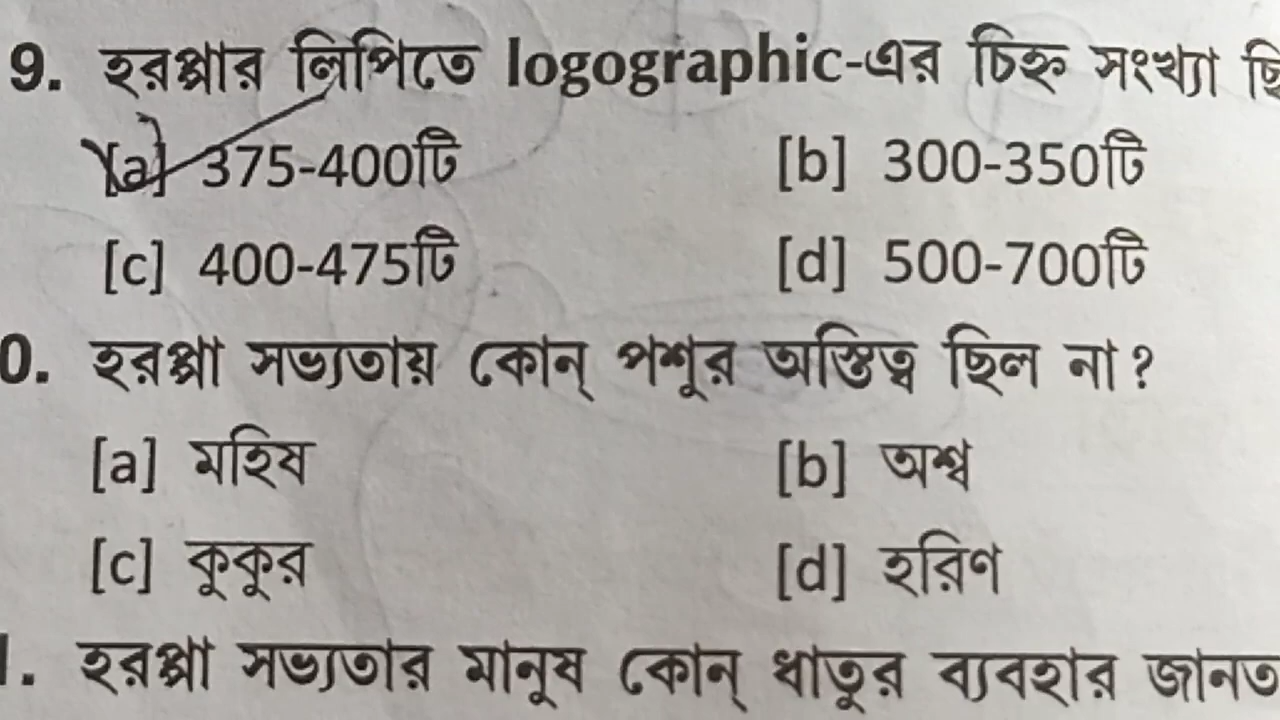 9. হরপ্পার লিপিতে logographic-এর চিহ্ন সংখ্যা
[a] 375-400টি [b] 300-350টি
[c] 400-475টি [d] 500-700টি
0. হরপ্পা সভ্যতায় কোন্ পশুর অস্তিত্ব ছিল না?
[a] মহিষ [b] অশ্ব
[c] কুকুর [d] হরিণ
. হরপ্পা সভ্যতার মানুষ কোন্ ধাতুর ব্যবহার জানত